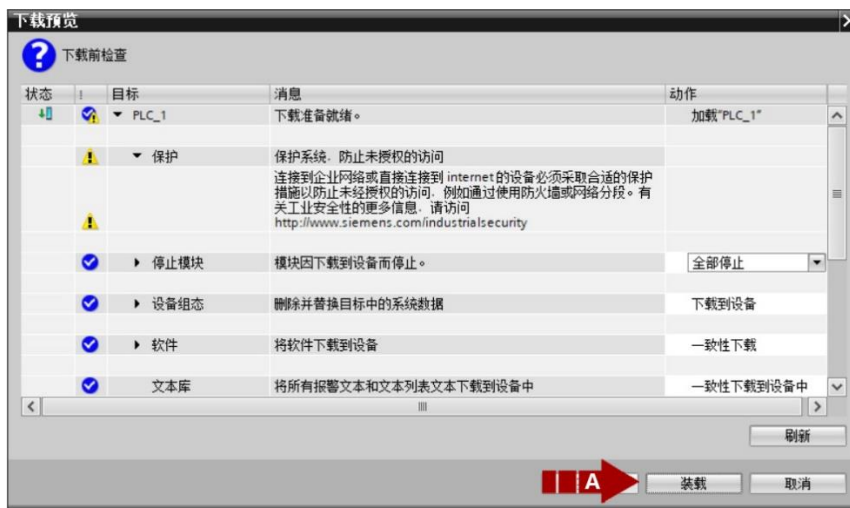 下载预览
下载前检查
状态 ! 目标 消息 动作
PLC_1 下载准备就绪。 加载"PLC_1"
保护 保护系统，防止未授权的访问
连接到企业网络或直接连接到 internet 的设备必须采取合适的保护
措施以防止未经授权的访问，例如通过使用防火墙或网络分段。有
关工业安全性的更多信息，请访问
http://www.siemens.com/industrialsecurity
停止模块 模块因下载到设备而停止。 全部停止
设备组态 删除并替换目标中的系统数据 下载到设备
软件 将软件下载到设备 一致性下载
文本库 将所有报警文本和文本列表文本下载到设备中 一致性下载到设备中
刷新
A 装载 取消